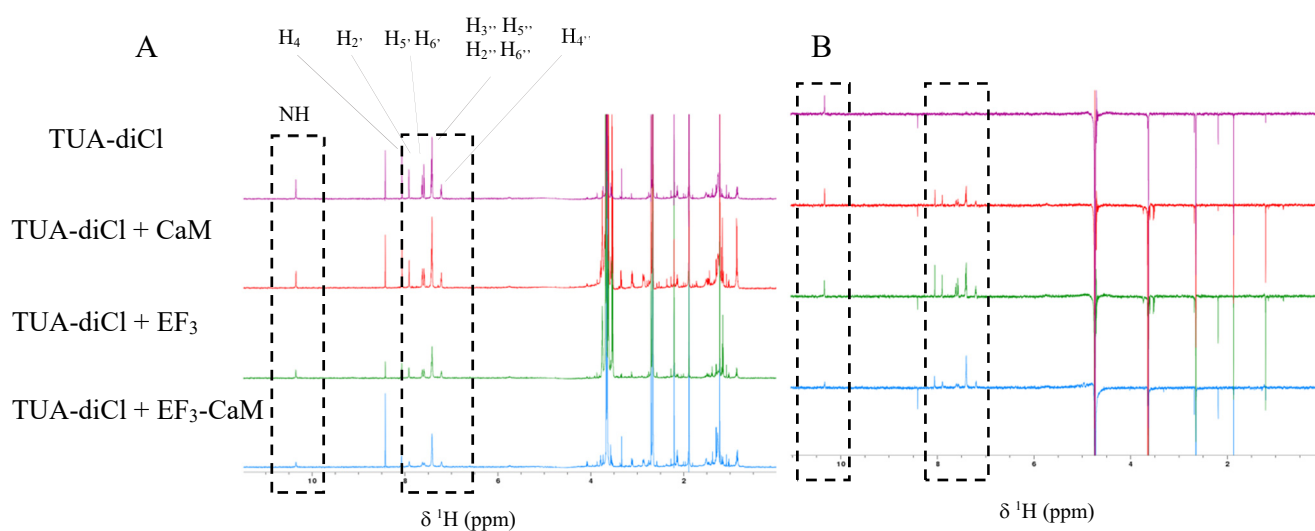 A
B
H₄
H₂'
H₅' H₆'
H₃'' H₅''
H₂'' H₆''
H₄''
NH
TUA-diCl
TUA-diCl + CaM
TUA-diCl + EF₃
TUA-diCl + EF₃-CaM
10 8 6 4 2
δ ¹H (ppm)
10 8 6 4 2
δ ¹H (ppm)